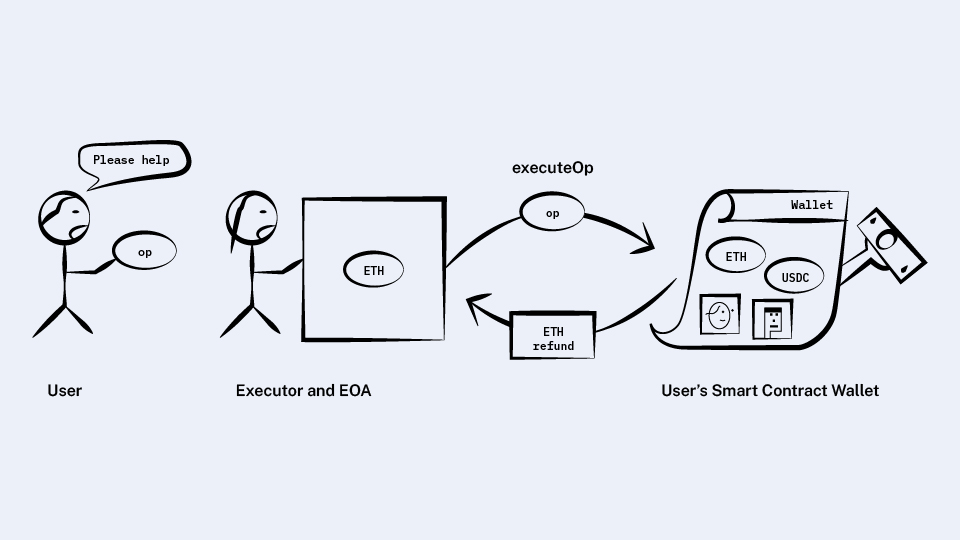 Please help
op
User
ETH
Executor and EOA
executeOp
op
ETH
refund
Wallet
ETH
USDC
User’s Smart Contract Wallet